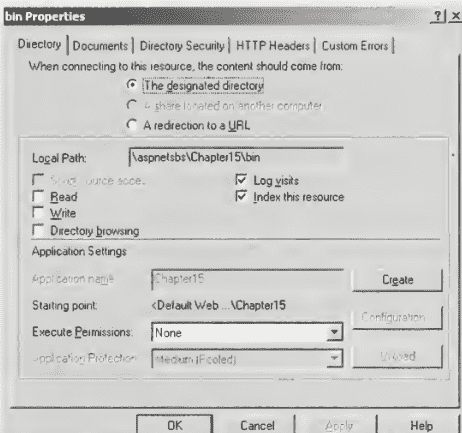 bin Properties
Directory Documents Directory Security HTTP Headers Custom Errors
When connecting to this resource, the content should come from:
The designated directory
A share located on another computer
A redirection to a URL
Local Path: \aspnetsbs\Chapter15\bin
Script source access Log visits
Read Index this resource
Write
Directory browsing
Application Settings
Application name Chapter15 Create
Starting point: <Default Web ...\Chapter15
Configuration
Execute Permissions: None
Application Protection: Medium (Pooled) Unload
OK Cancel Apply Help